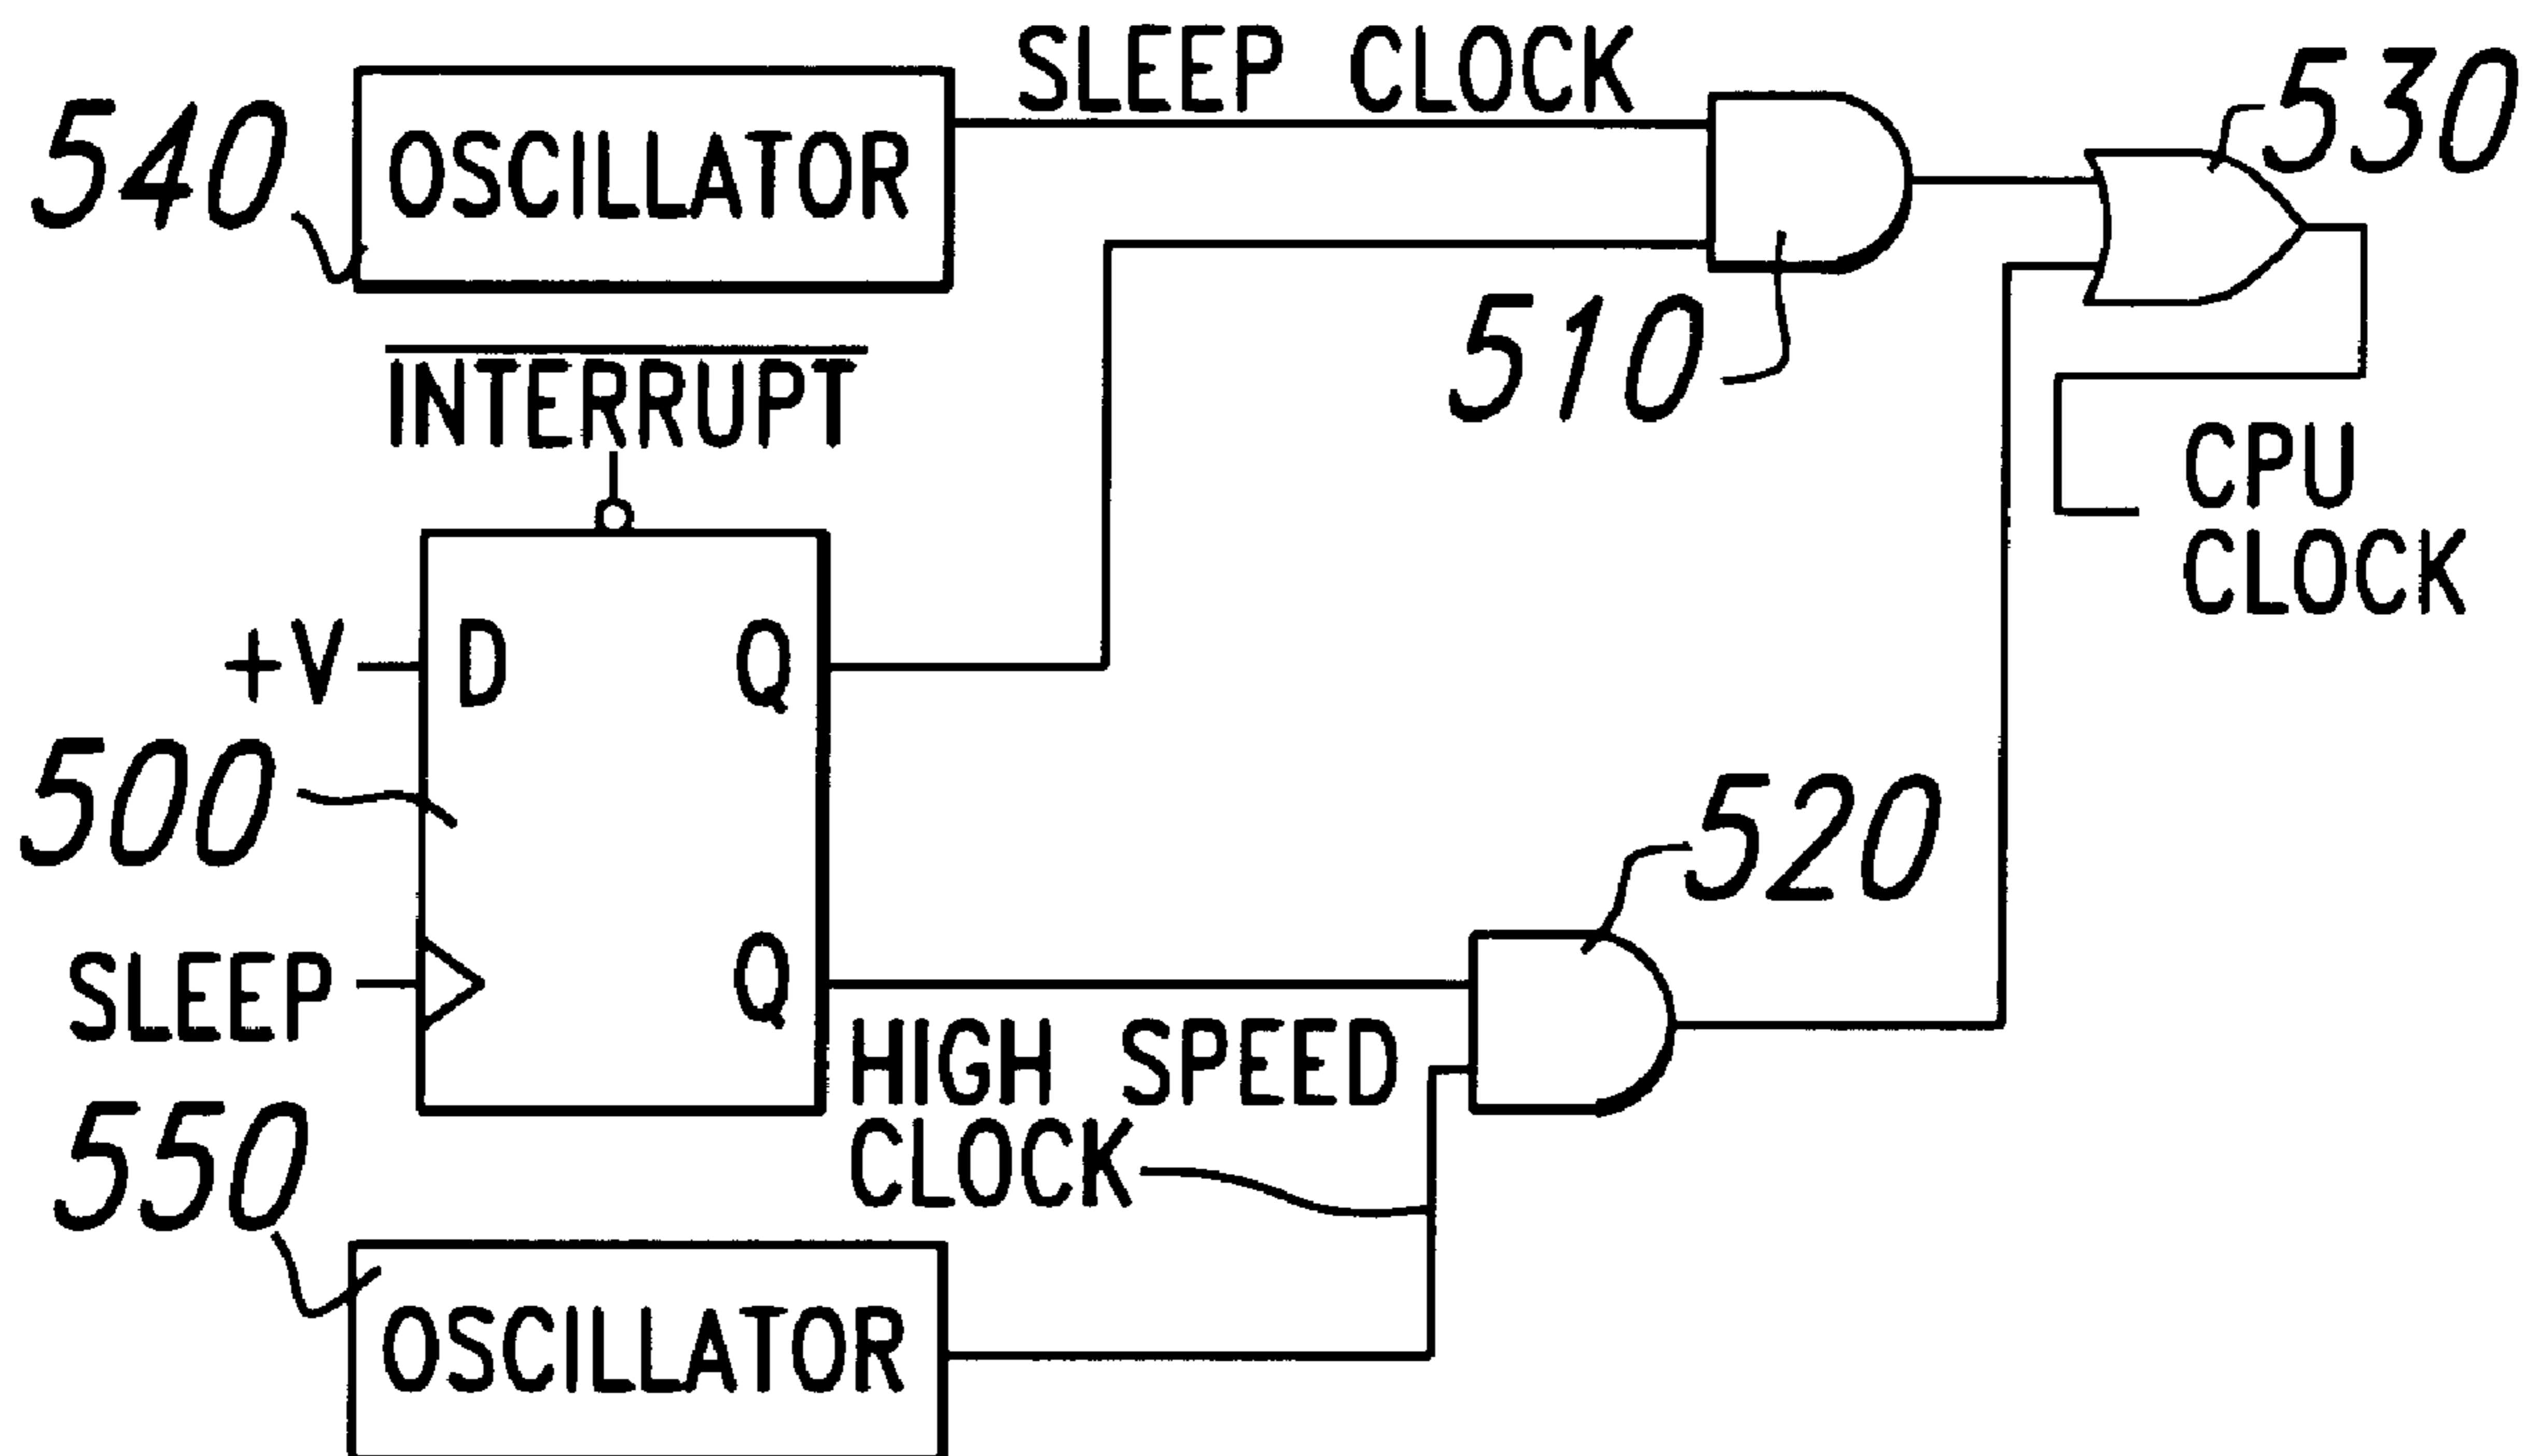 SLEEP CLOCK
530
540
OSCILLATOR
510
INTERRUPT
CPU
CLOCK
+V
D
Q
500
520
SLEEP
Q
HIGH SPEED
CLOCK
550
OSCILLATOR